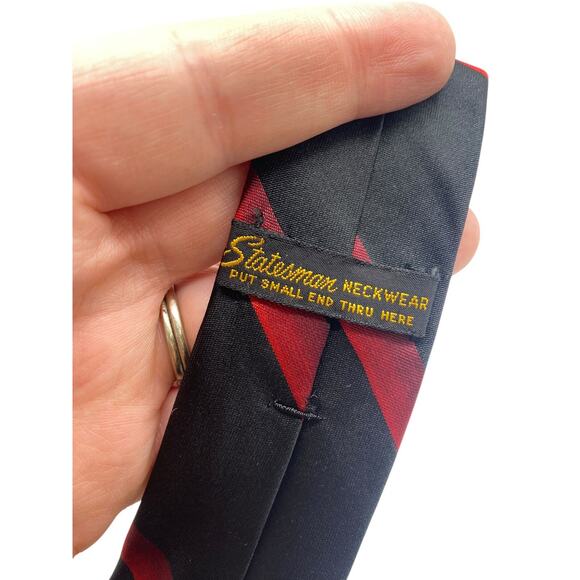 Statesman NECKWEAR
PUT SMALL END THRU HERE